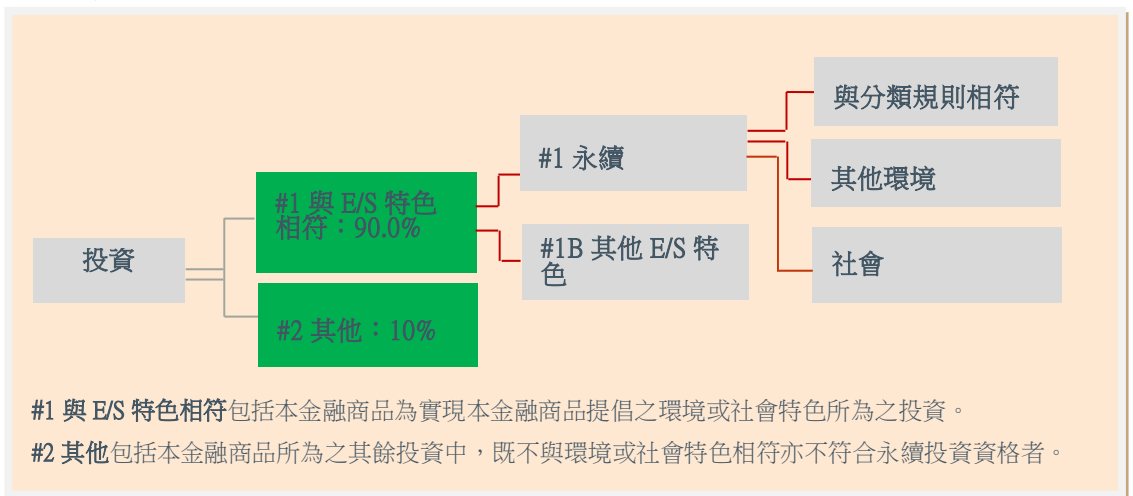 投資
#1 與 E/S 特色
相符：90.0%
#2 其他：10%
#1 永續
#1B 其他 E/S 特
色
與分類規則相符
其他環境
社會
#1 與 E/S 特色相符包括本金融商品為實現本金融商品提倡之環境或社會特色所為之投資。
#2 其他包括本金融商品所為之其餘投資中，既不與環境或社會特色相符亦不符合永續投資資格者。